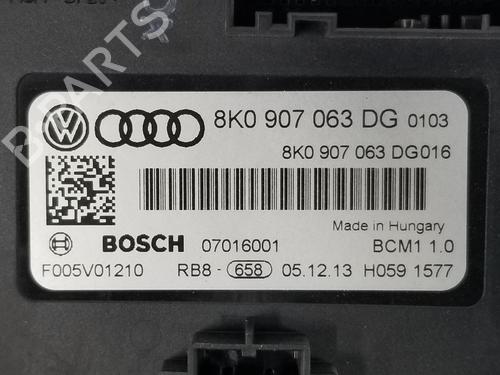 8K0 907 063 DG 0103
8K0 907 063 DG016
Made in Hungary
BOSCH 07016001 BCM1 1.0
F005V01210 RB8 - 658 05.12.13 H059 1577
B-PARTS